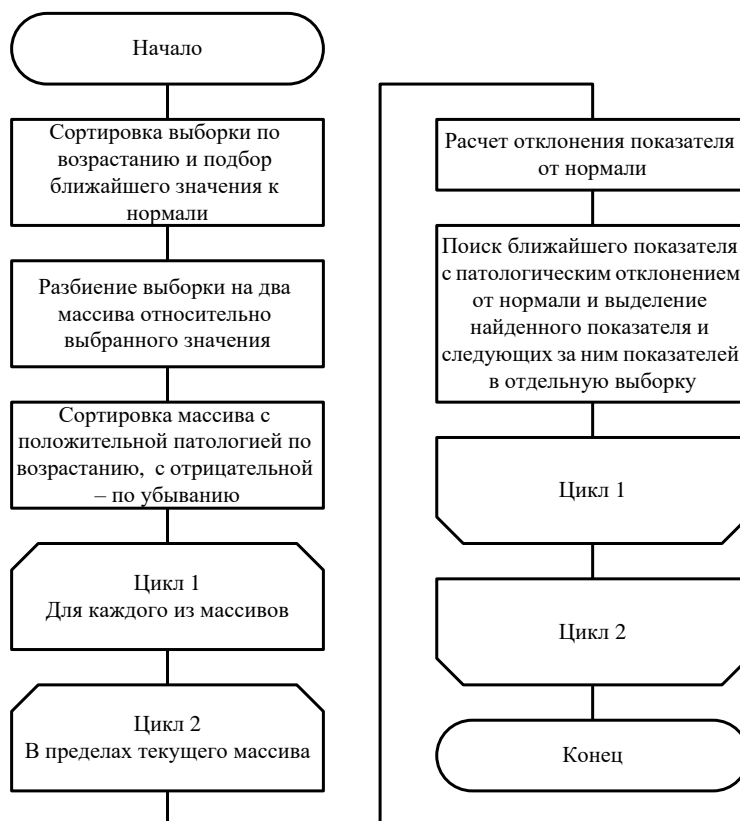 Начало
Сортировка выборки по
возрастанию и подбор
ближайшего значения к
нормали
Разбиение выборки на два
массива относительно
выбранного значения
Сортировка массива с
положительной патологией по
возрастанию, с отрицательной
– по убыванию
Цикл 1
Для каждого из массивов
Цикл 2
В пределах текущего массива
Расчет отклонения показателя
от нормали
Поиск ближайшего показателя
с патологическим отклонением
от нормали и выделение
найденного показателя и
следующих за ним показателей
в отдельную выборку
Цикл 1
Цикл 2
Конец